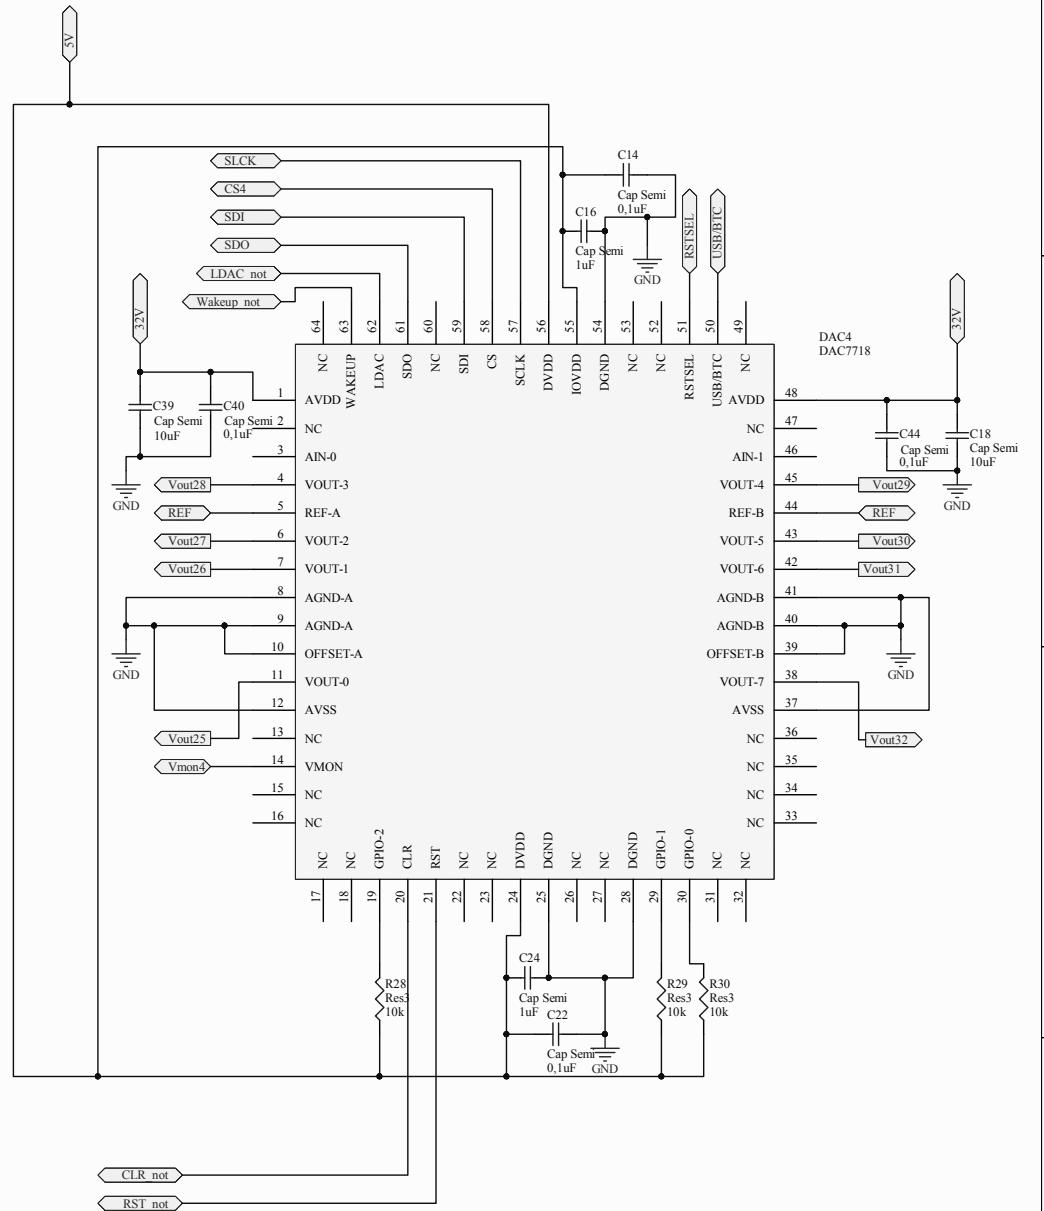 5V
SLCK
CS4
SDI
SDO
LDAC_not
Wakeup_not
C14
Cap Semi
0,1uF
C16
Cap Semi
1uF
GND
RSTSEL
USB/BTC
32V
32V
64
63
62
61
60
59
58
57
56
55
54
53
52
51
50
49
DAC4
DAC7718
NC
WAKEUP
LDAC
SDO
NC
SDI
CS
SCLK
DVDD
IOVDD
DGND
NC
NC
RSTSEL
USB/BTC
NC
C39
Cap Semi
10uF
C40
Cap Semi
0,1uF
GND
C44
Cap Semi
0,1uF
C18
Cap Semi
10uF
GND
1 AVDD
2 NC
3 AIN-0
4 VOUT-3
5 REF-A
6 VOUT-2
7 VOUT-1
8 AGND-A
9 AGND-A
10 OFFSET-A
11 VOUT-0
12 AVSS
13 NC
14 VMON
15 NC
16 NC
Vout28
REF
Vout27
Vout26
GND
Vout25
Vmon4
AVDD 48
NC 47
AIN-1 46
VOUT-4 45
REF-B 44
VOUT-5 43
VOUT-6 42
AGND-B 41
AGND-B 40
OFFSET-B 39
VOUT-7 38
AVSS 37
NC 36
NC 35
NC 34
NC 33
Vout29
REF
Vout30
Vout31
GND
Vout32
NC
NC
GPIO-2
CLR
RST
NC
NC
DVDD
DGND
NC
NC
DGND
GPIO-1
GPIO-0
NC
NC
17
18
19
20
21
22
23
24
25
26
27
28
29
30
31
32
R28
Res3
10k
C24
Cap Semi
1uF
C22
Cap Semi
0,1uF
GND
R29
Res3
10k
R30
Res3
10k
CLR_not
RST_not